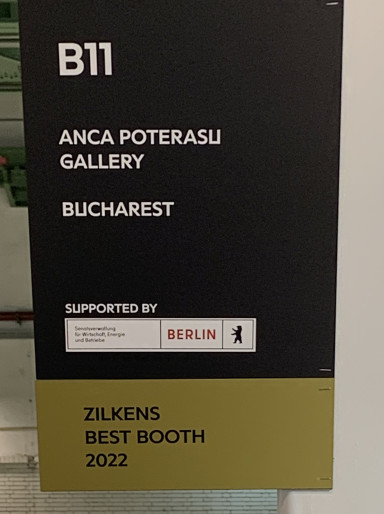 B11
ANCA POTERASU
GALLERY
BUCHAREST
SUPPORTED BY
Senatsverwaltung
für Wirtschaft, Energie
und Betriebe
BERLIN
ZILKENS
BEST BOOTH
2022